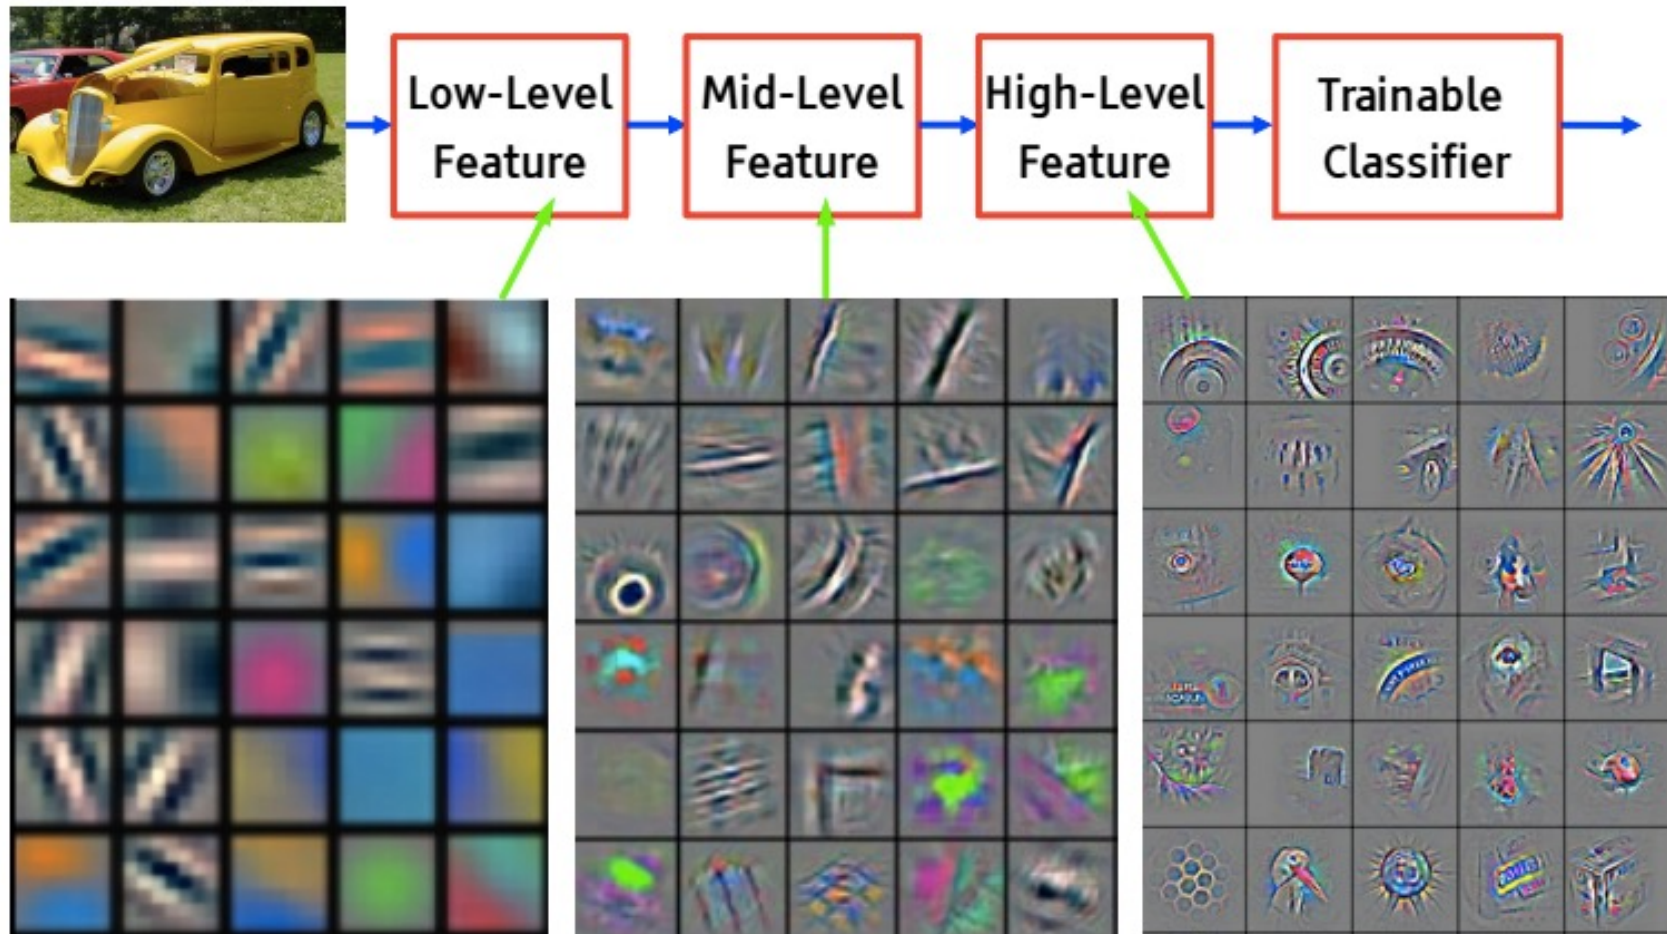 Low-Level
Feature
Mid-Level
Feature
High-Level
Feature
Trainable
Classifier